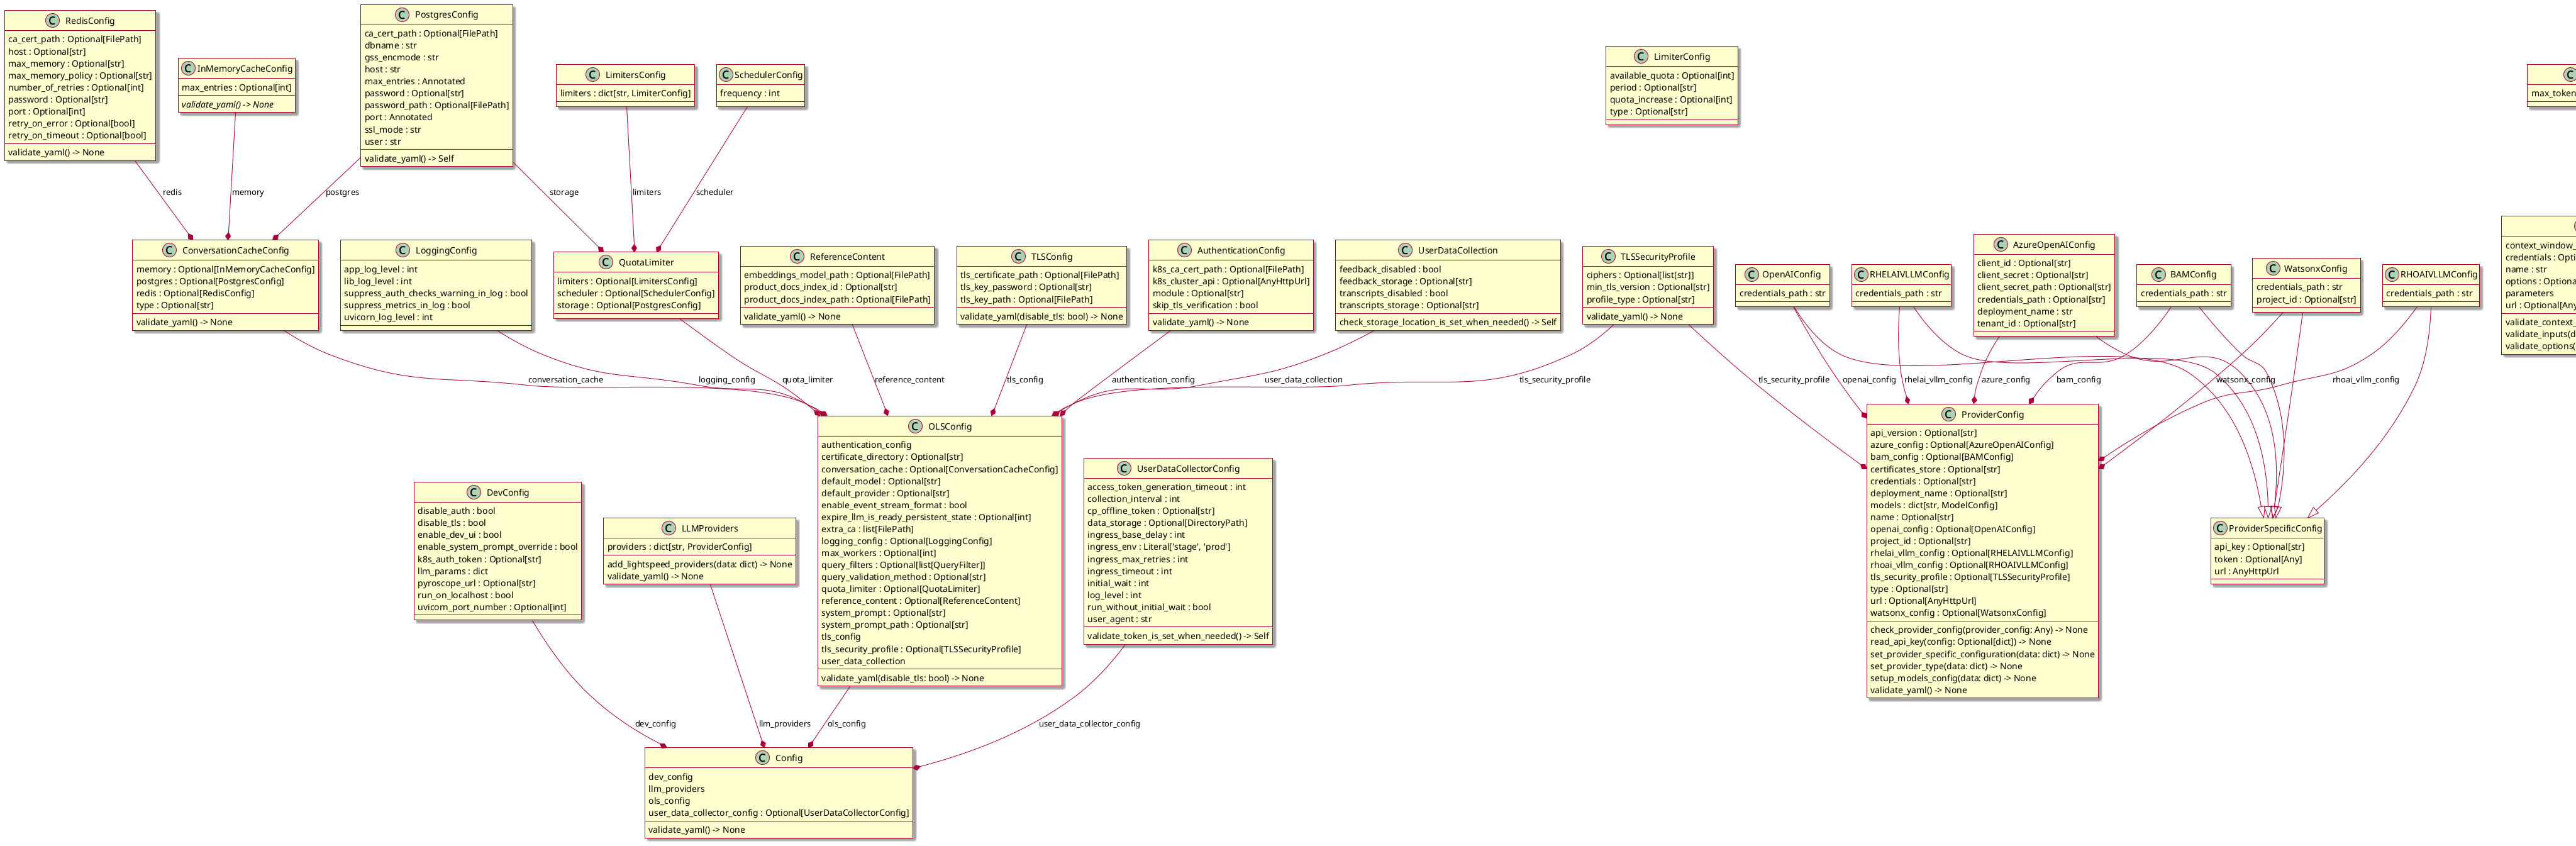 C RedisConfig
ca_cert_path : Optional[FilePath]
host : Optional[str]
max_memory : Optional[str]
max_memory_policy : Optional[str]
number_of_retries : Optional[int]
password : Optional[str]
port : Optional[int]
retry_on_error : Optional[bool]
retry_on_timeout : Optional[bool]
validate_yaml() -> None
C InMemoryCacheConfig
max_entries : Optional[int]
validate_yaml() -> None
C PostgresConfig
ca_cert_path : Optional[FilePath]
dbname : str
gss_encmode : str
host : str
max_entries : Annotated
password : Optional[str]
password_path : Optional[FilePath]
port : Annotated
ssl_mode : str
user : str
validate_yaml() -> Self
C LimitersConfig
limiters : dict[str, LimiterConfig]
C SchedulerConfig
frequency : int
C LimiterConfig
available_quota : Optional[int]
period : Optional[str]
quota_increase : Optional[int]
type : Optional[str]
max_token
redis
memory
postgres
storage
limiters
scheduler
C ConversationCacheConfig
memory : Optional[InMemoryCacheConfig]
postgres : Optional[PostgresConfig]
redis : Optional[RedisConfig]
type : Optional[str]
validate_yaml() -> None
C LoggingConfig
app_log_level : int
lib_log_level : int
suppress_auth_checks_warning_in_log : bool
suppress_metrics_in_log : bool
uvicorn_log_level : int
C QuotaLimiter
limiters : Optional[LimitersConfig]
scheduler : Optional[SchedulerConfig]
storage : Optional[PostgresConfig]
C ReferenceContent
embeddings_model_path : Optional[FilePath]
product_docs_index_id : Optional[str]
product_docs_index_path : Optional[FilePath]
validate_yaml() -> None
C TLSConfig
tls_certificate_path : Optional[FilePath]
tls_key_password : Optional[str]
tls_key_path : Optional[FilePath]
validate_yaml(disable_tls: bool) -> None
C AuthenticationConfig
k8s_ca_cert_path : Optional[FilePath]
k8s_cluster_api : Optional[AnyHttpUrl]
module : Optional[str]
skip_tls_verification : bool
validate_yaml() -> None
C UserDataCollection
feedback_disabled : bool
feedback_storage : Optional[str]
transcripts_disabled : bool
transcripts_storage : Optional[str]
check_storage_location_is_set_when_needed() -> Self
C TLSSecurityProfile
ciphers : Optional[list[str]]
min_tls_version : Optional[str]
profile_type : Optional[str]
validate_yaml() -> None
C OpenAIConfig
credentials_path : str
C RHELAIVLLMConfig
credentials_path : str
C AzureOpenAIConfig
client_id : Optional[str]
client_secret : Optional[str]
client_secret_path : Optional[str]
credentials_path : Optional[str]
deployment_name : str
tenant_id : Optional[str]
C BAMConfig
credentials_path : str
C WatsonxConfig
credentials_path : str
project_id : Optional[str]
C RHOAIVLLMConfig
credentials_path : str
context_window_
credentials : Optio
name : str
options : Optiona
parameters
url : Optional[Any
validate_context_
validate_inputs(d
validate_options(
conversation_cache
logging_config
quota_limiter
reference_content
tls_config
authentication_config
user_data_collection
tls_security_profile
tls_security_profile
openai_config
rhelai_vllm_config
azure_config
bam_config
watsonx_config
rhoai_vllm_config
C OLSConfig
authentication_config
certificate_directory : Optional[str]
conversation_cache : Optional[ConversationCacheConfig]
default_model : Optional[str]
default_provider : Optional[str]
enable_event_stream_format : bool
expire_llm_is_ready_persistent_state : Optional[int]
extra_ca : list[FilePath]
logging_config : Optional[LoggingConfig]
max_workers : Optional[int]
query_filters : Optional[list[QueryFilter]]
query_validation_method : Optional[str]
quota_limiter : Optional[QuotaLimiter]
reference_content : Optional[ReferenceContent]
system_prompt : Optional[str]
system_prompt_path : Optional[str]
tls_config
tls_security_profile : Optional[TLSSecurityProfile]
user_data_collection
validate_yaml(disable_tls: bool) -> None
C ProviderConfig
api_version : Optional[str]
azure_config : Optional[AzureOpenAIConfig]
bam_config : Optional[BAMConfig]
certificates_store : Optional[str]
credentials : Optional[str]
deployment_name : Optional[str]
models : dict[str, ModelConfig]
name : Optional[str]
openai_config : Optional[OpenAIConfig]
project_id : Optional[str]
rhelai_vllm_config : Optional[RHELAIVLLMConfig]
rhoai_vllm_config : Optional[RHOAIVLLMConfig]
tls_security_profile : Optional[TLSSecurityProfile]
type : Optional[str]
url : Optional[AnyHttpUrl]
watsonx_config : Optional[WatsonxConfig]
check_provider_config(provider_config: Any) -> None
read_api_key(config: Optional[dict]) -> None
set_provider_specific_configuration(data: dict) -> None
set_provider_type(data: dict) -> None
setup_models_config(data: dict) -> None
validate_yaml() -> None
C DevConfig
disable_auth : bool
disable_tls : bool
enable_dev_ui : bool
enable_system_prompt_override : bool
k8s_auth_token : Optional[str]
llm_params : dict
pyroscope_url : Optional[str]
run_on_localhost : bool
uvicorn_port_number : Optional[int]
C LLMProviders
providers : dict[str, ProviderConfig]
add_lightspeed_providers(data: dict) -> None
validate_yaml() -> None
C UserDataCollectorConfig
access_token_generation_timeout : int
collection_interval : int
cp_offline_token : Optional[str]
data_storage : Optional[DirectoryPath]
ingress_base_delay : int
ingress_env : Literal['stage', 'prod']
ingress_max_retries : int
ingress_timeout : int
initial_wait : int
log_level : int
run_without_initial_wait : bool
user_agent : str
validate_token_is_set_when_needed() -> Self
C ProviderSpecificConfig
api_key : Optional[str]
token : Optional[Any]
url : AnyHttpUrl
dev_config
llm_providers
ols_config
user_data_collector_config
C Config
dev_config
llm_providers
ols_config
user_data_collector_config : Optional[UserDataCollectorConfig]
validate_yaml() -> None